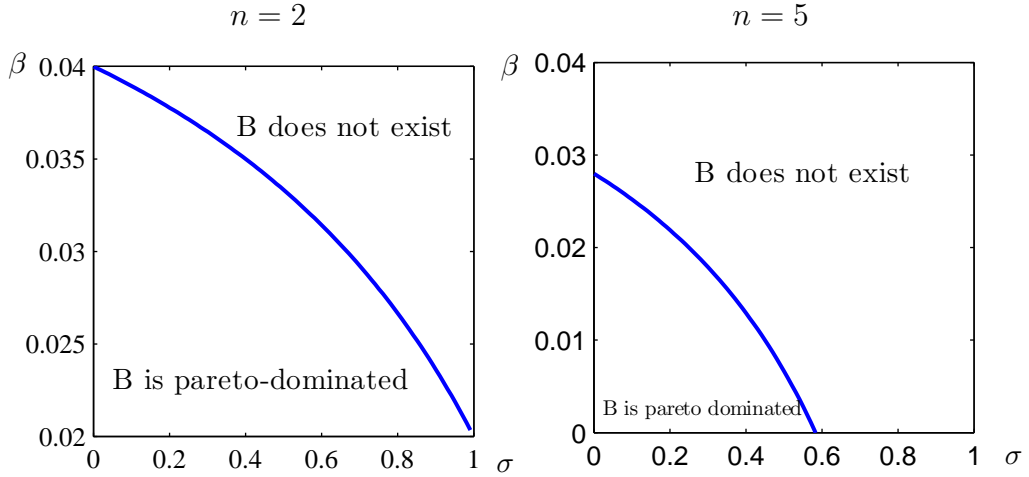 n = 2
β
0.04
0.035
0.03
0.025
0.02
B does not exist
B is pareto-dominated
0 0.2 0.4 0.6 0.8 1 σ
n = 5
β
0.04
0.03
0.02
0.01
0
B does not exist
B is pareto dominated
0 0.2 0.4 0.6 0.8 1 σ